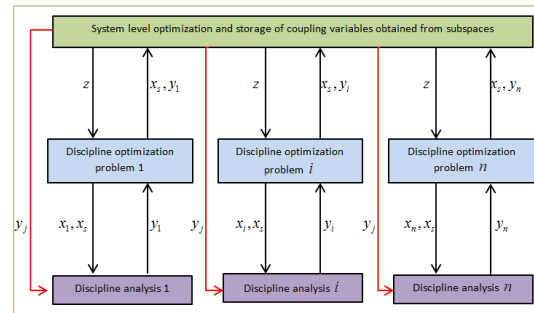 System level optimization and storage of coupling variables obtained from subspaces
z
x_s, y_1
z
x_s, y_i
z
x_s, y_n
Discipline optimization
problem 1
Discipline optimization
problem i
Discipline optimization
problem n
y_j
x_1, x_s
y_1
y_j
x_i, x_s
y_i
y_j
x_n, x_s
y_n
Discipline analysis 1
Discipline analysis i
Discipline analysis n